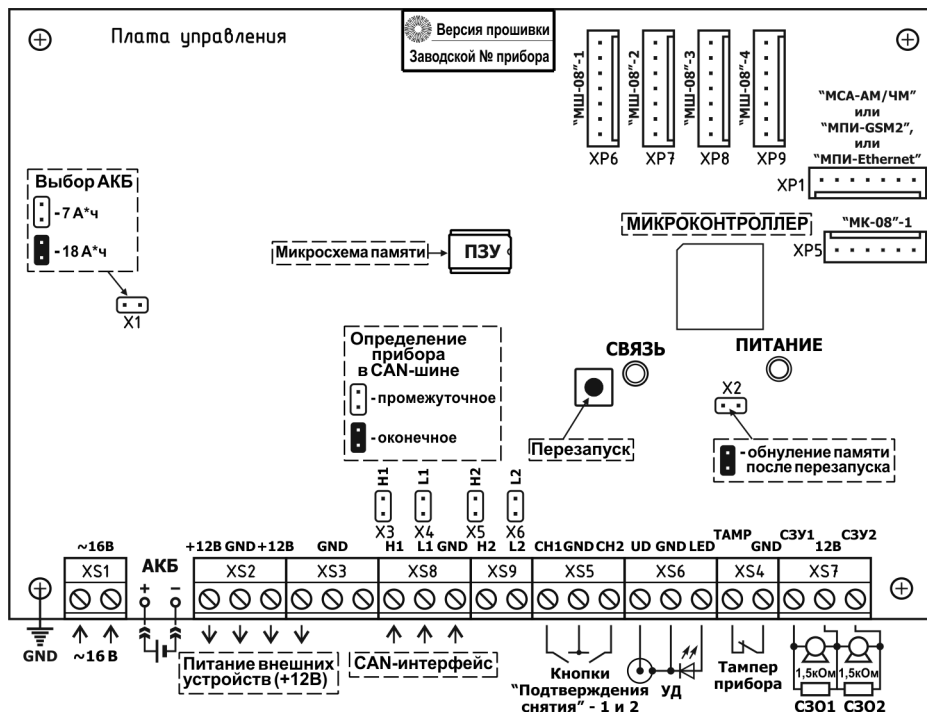 Плата управления
Версия прошивки
Заводской № прибора
"МШ-08"-1
"МШ-08"-2
"МШ-08"-3
"МШ-08"-4
XP6
XP7
XP8
XP9
"МСА-АМ/ЧМ"
или
"МПИ-GSM2",
или
"МПИ-Ethernet"
XP1
Выбор АКБ
- 7 А*ч
- 18 А*ч
X1
Микросхема памяти
ПЗУ
МИКРОКОНТРОЛЛЕР
"МК-08"-1
XP5
Определение
прибора
в CAN-шине
- промежуточное
- оконечное
СВЯЗЬ
ПИТАНИЕ
Перезапуск
X2
- обнуление памяти
после перезапуска
H1
L1
H2
L2
X3
X4
X5
X6
~16В
АКБ
+12В GND +12В
GND
H1 L1 GND H2 L2
CH1 GND CH2
UD GND LED
ТАМР GND
СЗУ1 12В СЗУ2
XS1
+
−
XS2
XS3
XS8
XS9
XS5
XS6
XS4
XS7
GND
~16 В
Питание внешних
устройств (+12В)
CAN-интерфейс
Кнопки
"Подтверждения
снятия" - 1 и 2
УД
Тампер
прибора
1,5кОм
1,5кОм
СЗО1
СЗО2